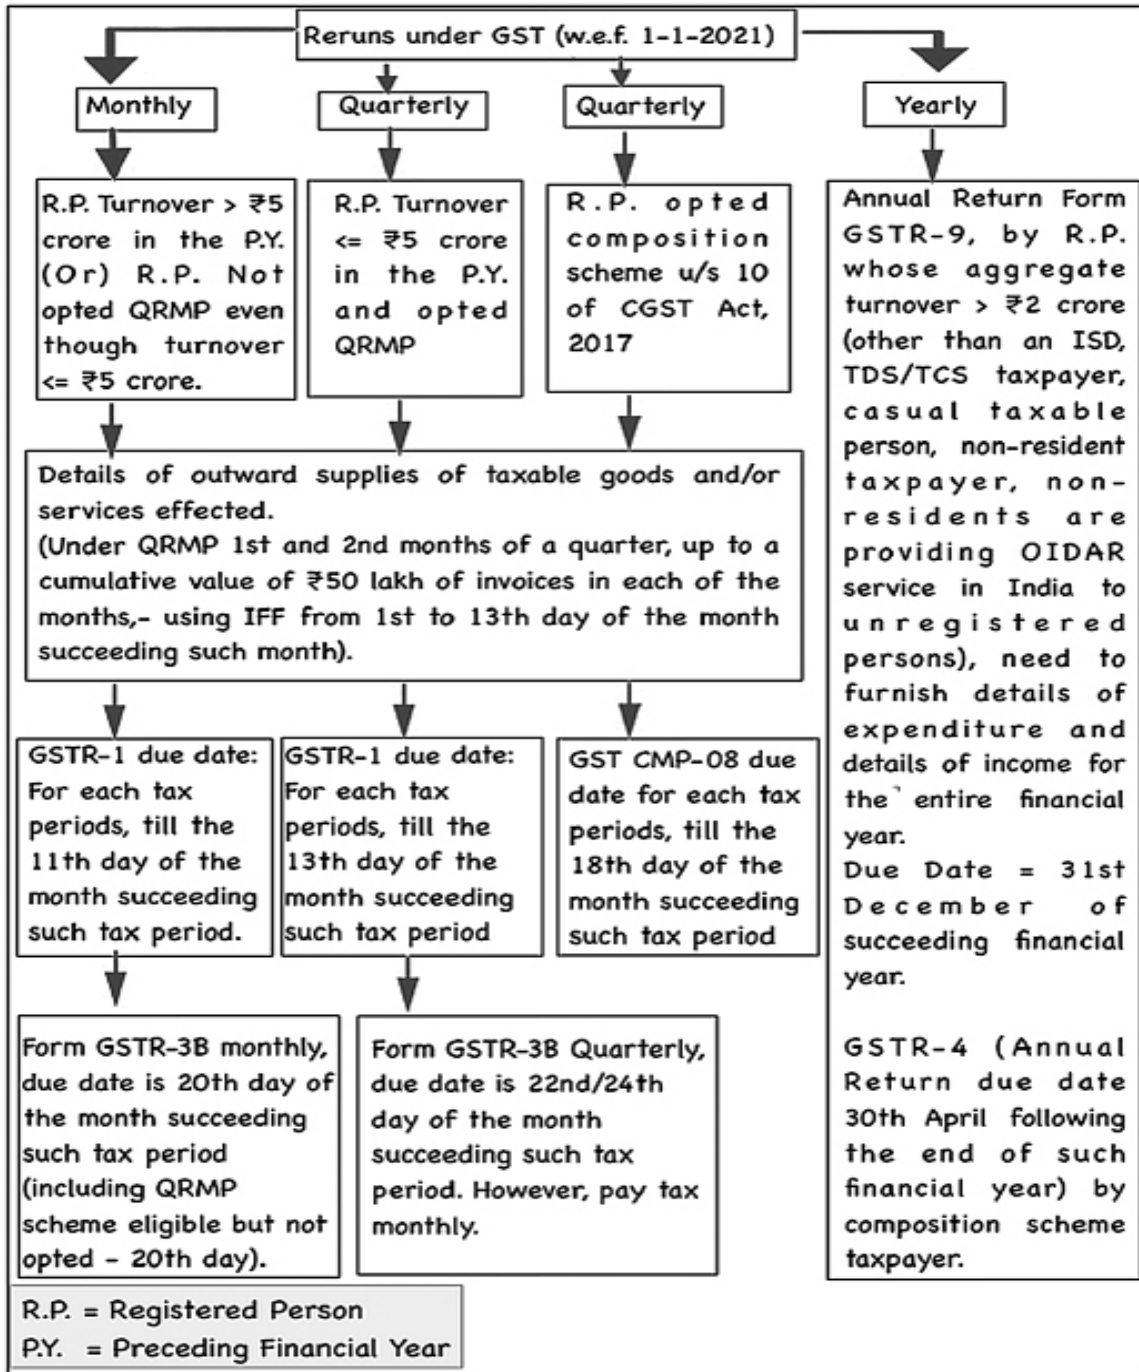 Reruns under GST (w.e.f. 1-1-2021)
Monthly
Quarterly
Quarterly
Yearly
R.P. Turnover > ₹5
crore in the P.Y.
(Or) R.P. Not
opted QRMP even
though turnover
<= ₹5 crore.
R.P. Turnover
<= ₹5 crore
in the P.Y.
and opted
QRMP
R.P. opted
composition
scheme u/s 10
of CGST Act,
2017
Details of outward supplies of taxable goods and/or
services effected.
(Under QRMP 1st and 2nd months of a quarter, up to a
cumulative value of ₹50 lakh of invoices in each of the
months,- using IFF from 1st to 13th day of the month
succeeding such month).
GSTR-1 due date:
For each tax
periods, till the
11th day of the
month succeeding
such tax period.
GSTR-1 due date:
For each tax
periods, till the
13th day of the
month succeeding
such tax period
GST CMP-08 due
date for each tax
periods, till the
18th day of the
month succeeding
such tax period
Form GSTR-3B monthly,
due date is 20th day of
the month succeeding
such tax period
(including QRMP
scheme eligible but not
opted - 20th day).
Form GSTR-3B Quarterly,
due date is 22nd/24th
day of the month
succeeding such tax
period. However, pay tax
monthly.
Annual Return Form
GSTR-9, by R.P.
whose aggregate
turnover > ₹2 crore
(other than an ISD,
TDS/TCS taxpayer,
casual taxable
person, non-resident
taxpayer, non-
residents are
providing OIDAR
service in India to
unregistered
persons), need to
furnish details of
expenditure and
details of income for
the entire financial
year.
Due Date = 31st
December of
succeeding financial
year.
GSTR-4 (Annual
Return due date
30th April following
the end of such
financial year) by
composition scheme
taxpayer.
R.P. = Registered Person
P.Y. = Preceding Financial Year